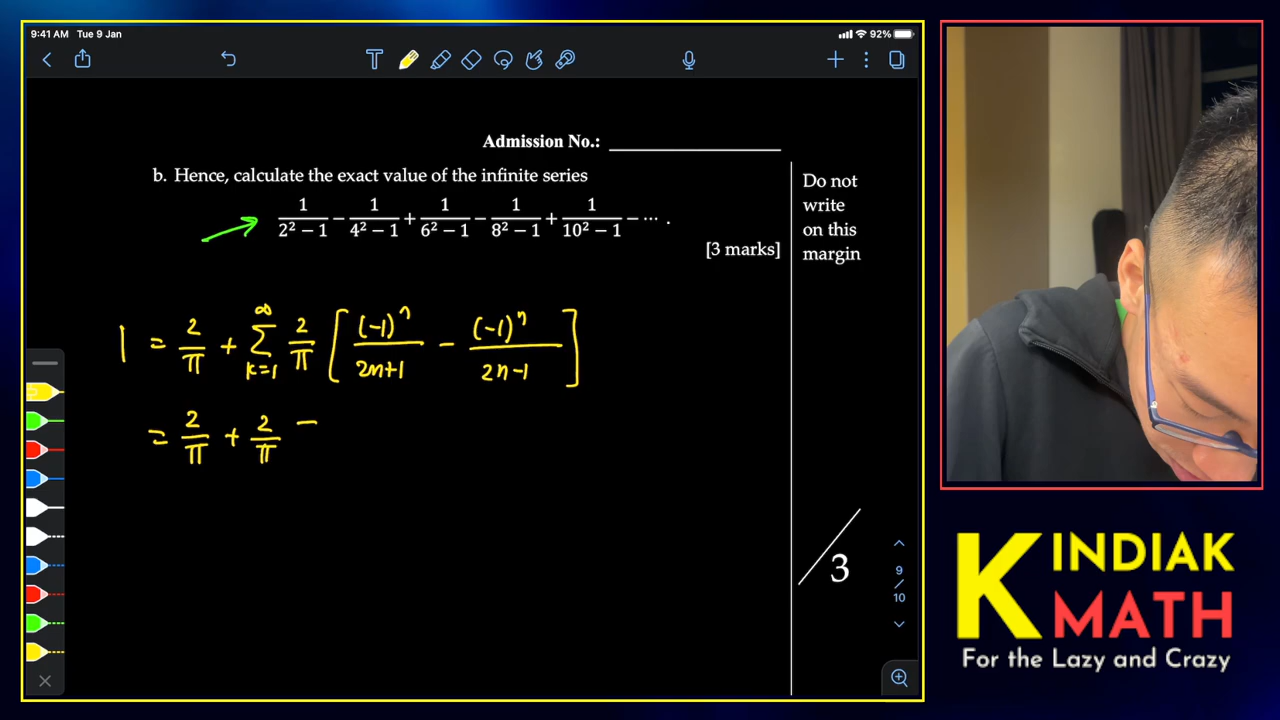 9:41 AM Tue 9 Jan
92%
Admission No.: ____________
b. Hence, calculate the exact value of the infinite series
1/(2² − 1) − 1/(4² − 1) + 1/(6² − 1) − 1/(8² − 1) + 1/(10² − 1) − ⋯ .
[3 marks]
Do not
write
on this
margin
1 = 2/π + ∑_{k=1}^{∞} 2/π [ (-1)^n/(2n+1) − (-1)^n/(2n-1) ]
= 2/π + 2/π −
/3
9
/
10
KINDIAK
MATH
For the Lazy and Crazy